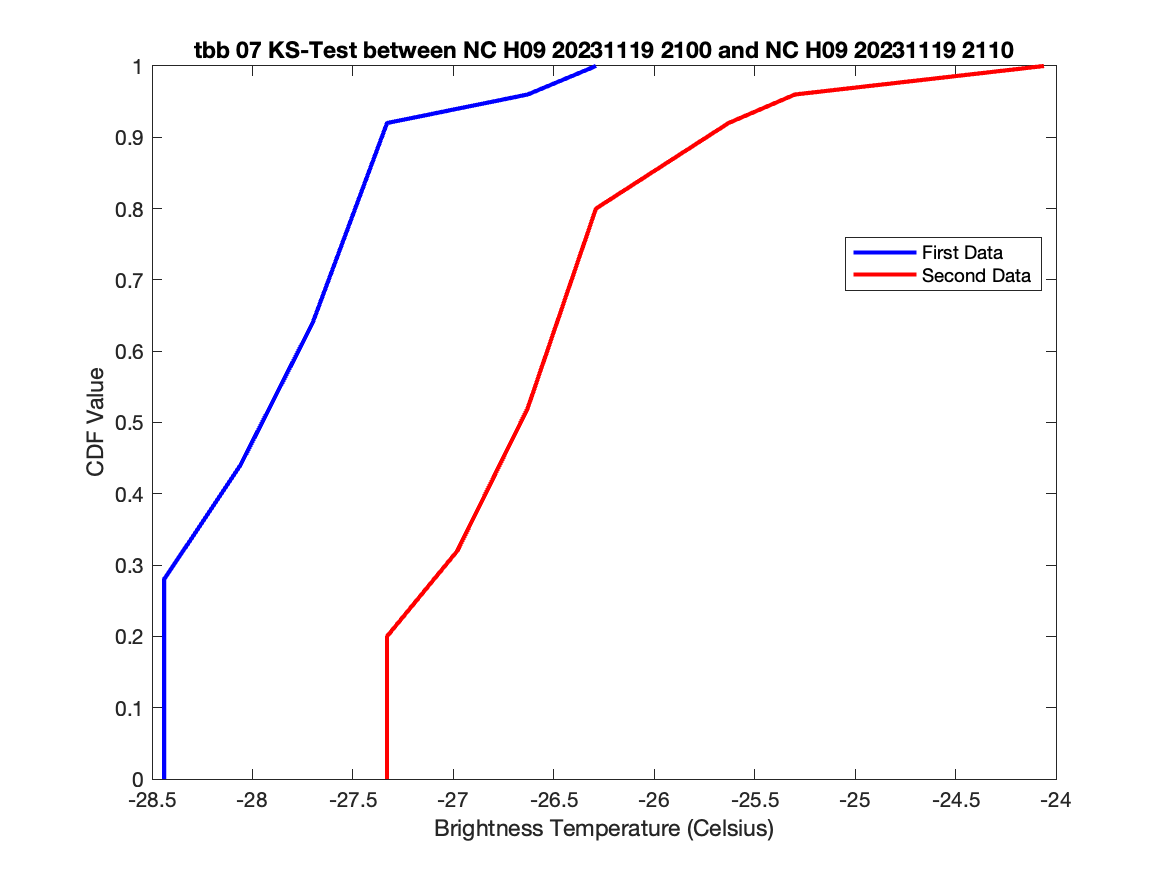 tbb 07 KS-Test between NC H09 20231119 2100 and NC H09 20231119 2110
1
0.9
0.8
0.7
0.6
0.5
0.4
0.3
0.2
0.1
0
CDF Value
First Data
Second Data
-28.5 -28 -27.5 -27 -26.5 -26 -25.5 -25 -24.5 -24
Brightness Temperature (Celsius)